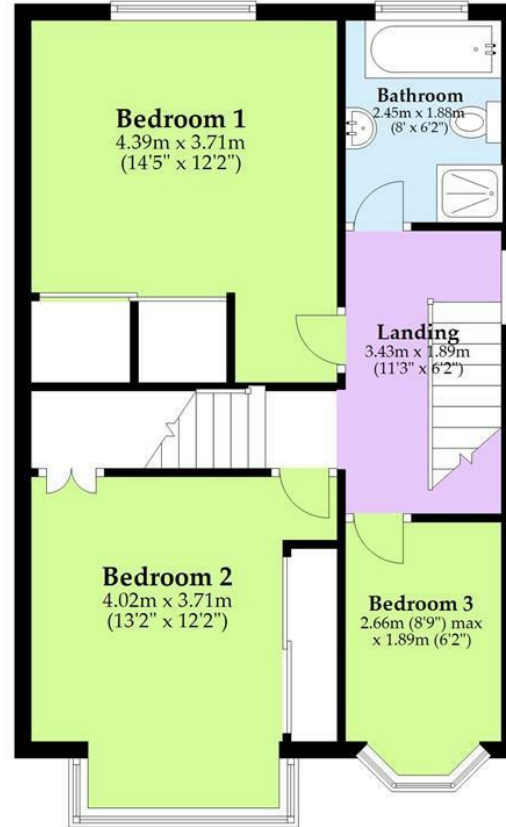 Bedroom 1
4.39m x 3.71m
(14'5" x 12'2")
Bathroom
2.45m x 1.88m
(8' x 6'2")
Landing
3.43m x 1.89m
(11'3" x 6'2")
Bedroom 2
4.02m x 3.71m
(13'2" x 12'2")
Bedroom 3
2.66m (8'9") max
x 1.89m (6'2")